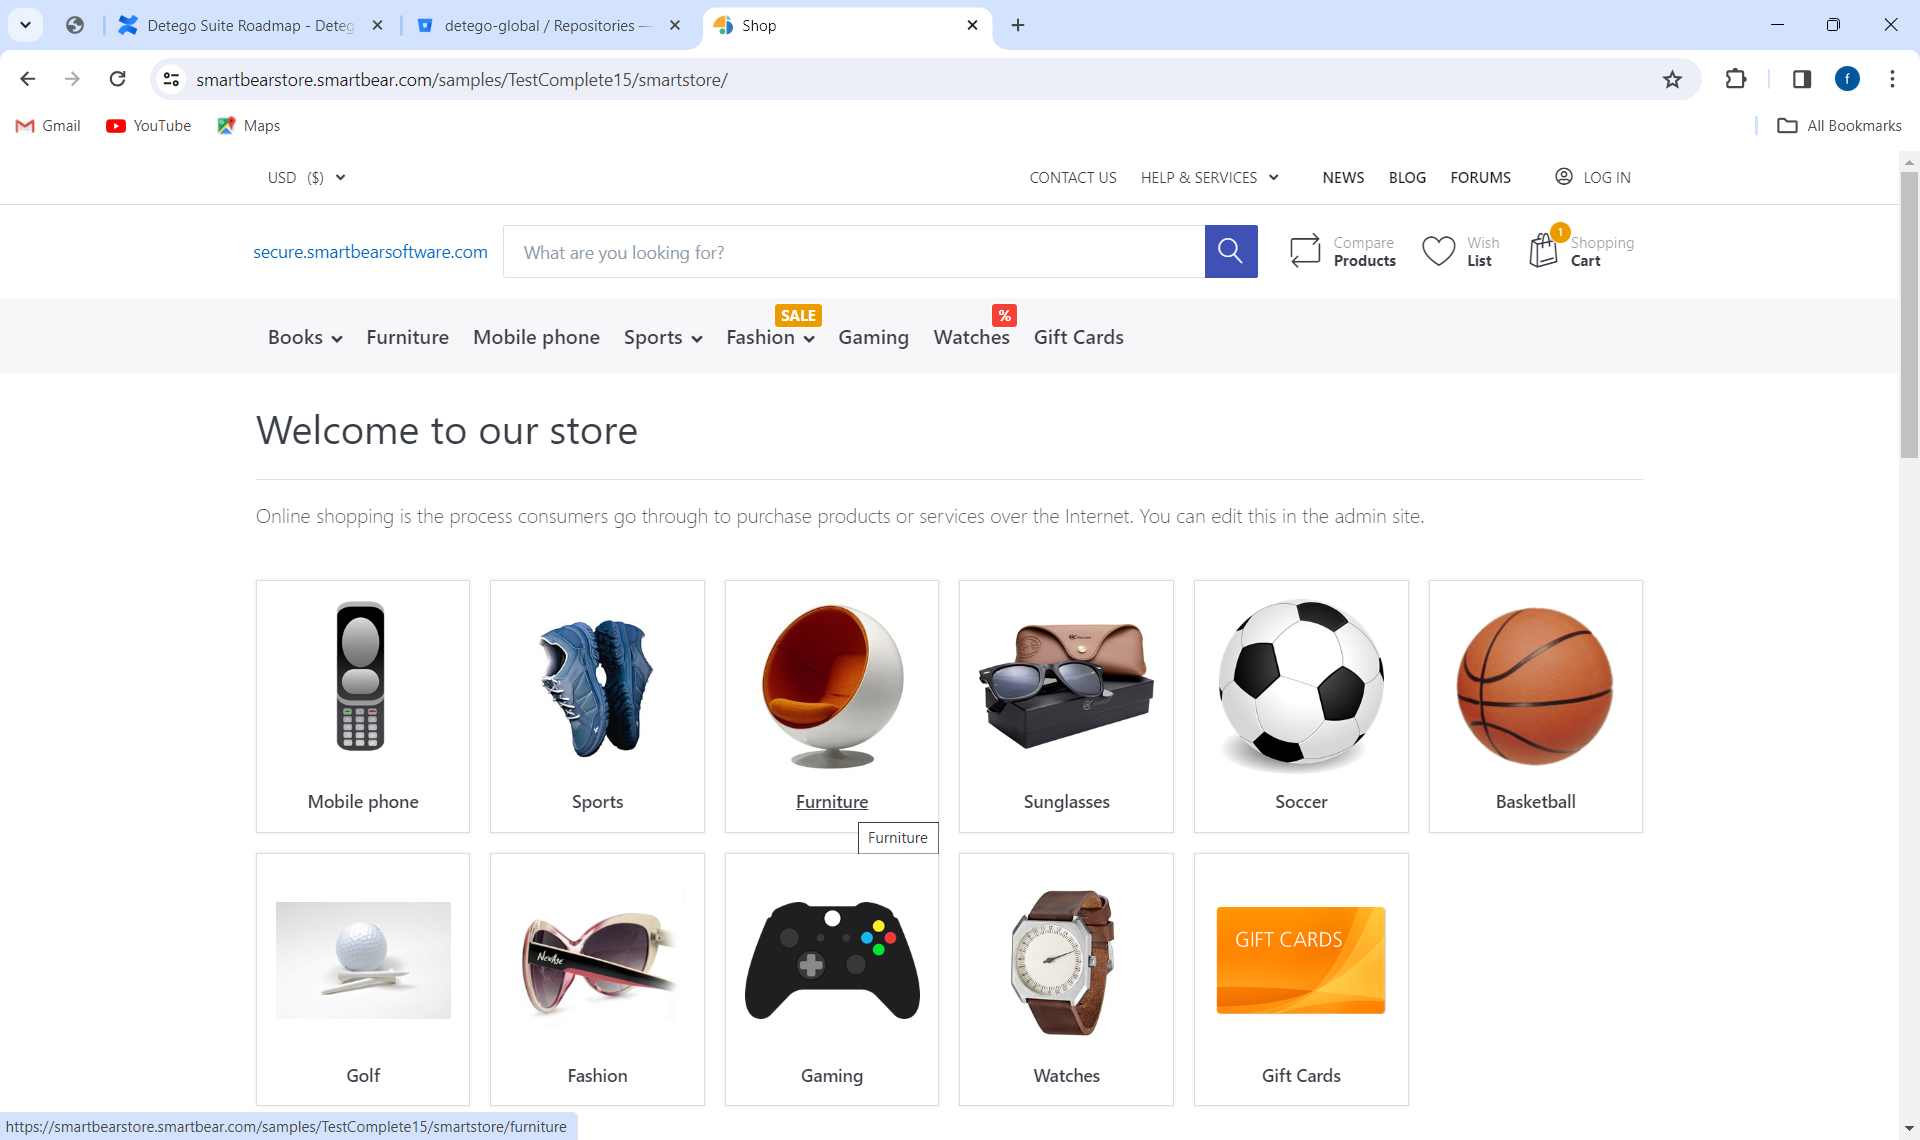 Detego Suite Roadmap - Deteg
detego-global / Repositories —
Shop
smartbearstore.smartbear.com/samples/TestComplete15/smartstore/
f
Gmail
YouTube
Maps
All Bookmarks
USD ($)
CONTACT US
HELP & SERVICES
NEWS
BLOG
FORUMS
LOG IN
secure.smartbearsoftware.com
What are you looking for?
Compare
Products
Wish
List
1
Shopping
Cart
SALE
%
Books
Furniture
Mobile phone
Sports
Fashion
Gaming
Watches
Gift Cards
Welcome to our store
Online shopping is the process consumers go through to purchase products or services over the Internet. You can edit this in the admin site.
Mobile phone
Sports
Furniture
Sunglasses
Soccer
Basketball
Furniture
NewAge
GIFT CARDS
Golf
Fashion
Gaming
Watches
Gift Cards
https://smartbearstore.smartbear.com/samples/TestComplete15/smartstore/furniture